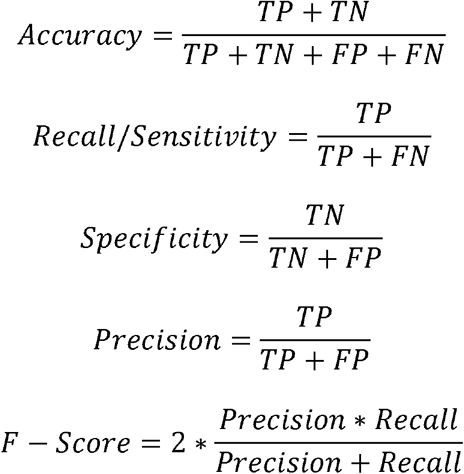 Accuracy = \frac{TP + TN}{TP + TN + FP + FN}
Recall/Sensitivity = \frac{TP}{TP + FN}
Specificity = \frac{TN}{TN + FP}
Precision = \frac{TP}{TP + FP}
F − Score = 2 * \frac{Precision * Recall}{Precision + Recall}